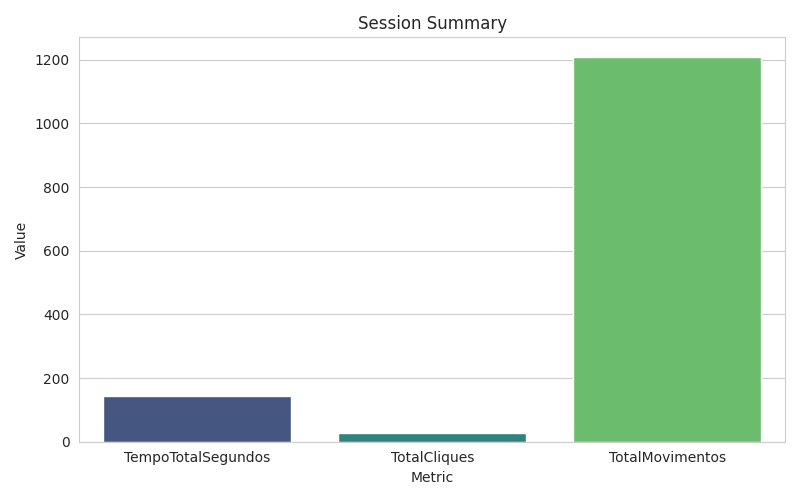 Session Summary
1200
1000
800
600
400
200
0
Value
TempoTotalSegundos
TotalCliques
TotalMovimentos
Metric